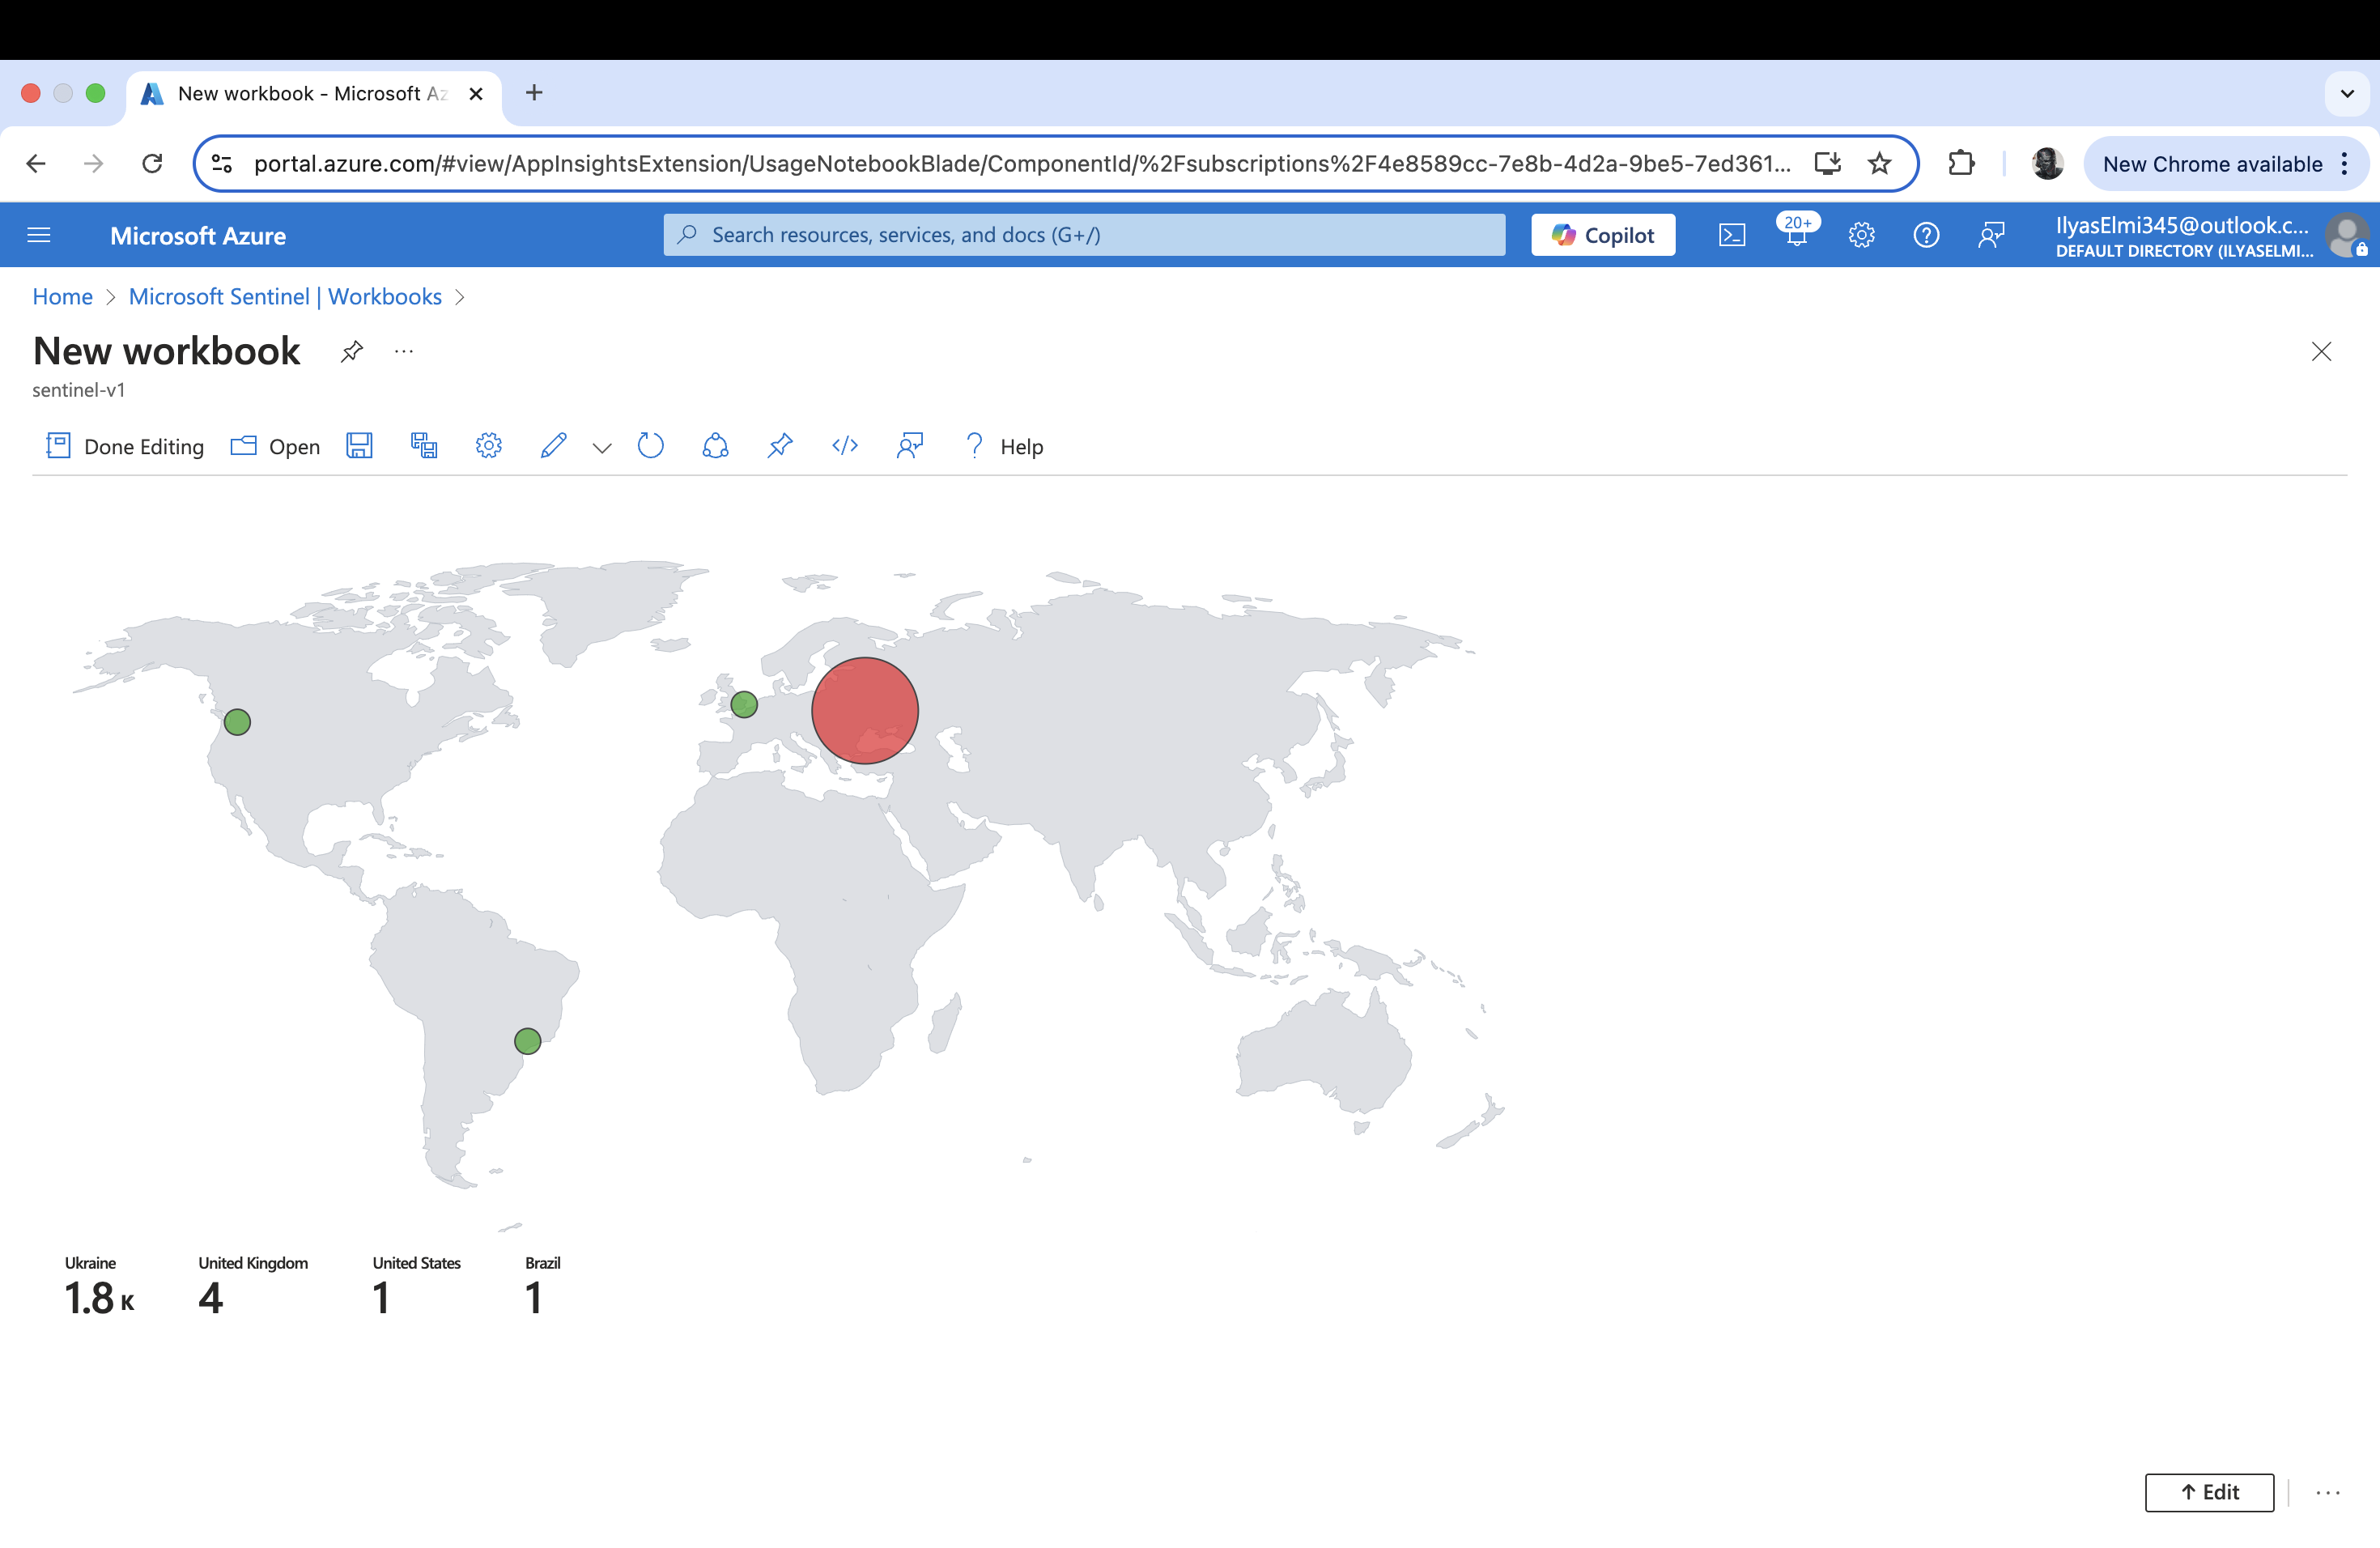 New workbook - Microsoft Az
portal.azure.com/#view/AppInsightsExtension/UsageNotebookBlade/ComponentId/%2Fsubscriptions%2F4e8589cc-7e8b-4d2a-9be5-7ed361...
New Chrome available
Microsoft Azure
Search resources, services, and docs (G+/)
Copilot
20+
IlyasElmi345@outlook.c...
DEFAULT DIRECTORY (ILYASELMI...
Home > Microsoft Sentinel | Workbooks >
New workbook
sentinel-v1
Done Editing
Open
Help
Ukraine
1.8 K
United Kingdom
4
United States
1
Brazil
1
↑ Edit